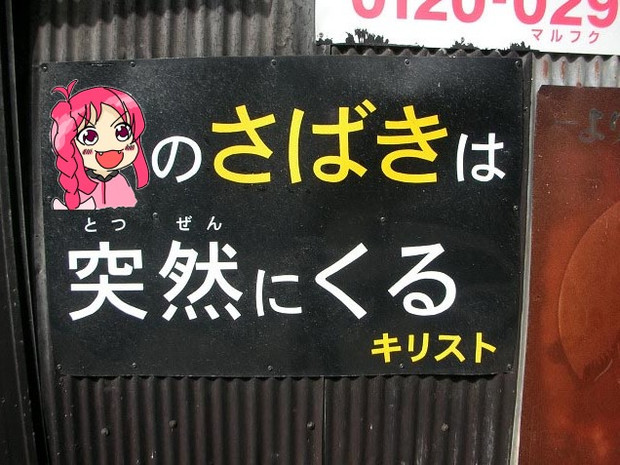 0120-029
マルフク
のさばきは
とつ ぜん
突然にくる
キリスト